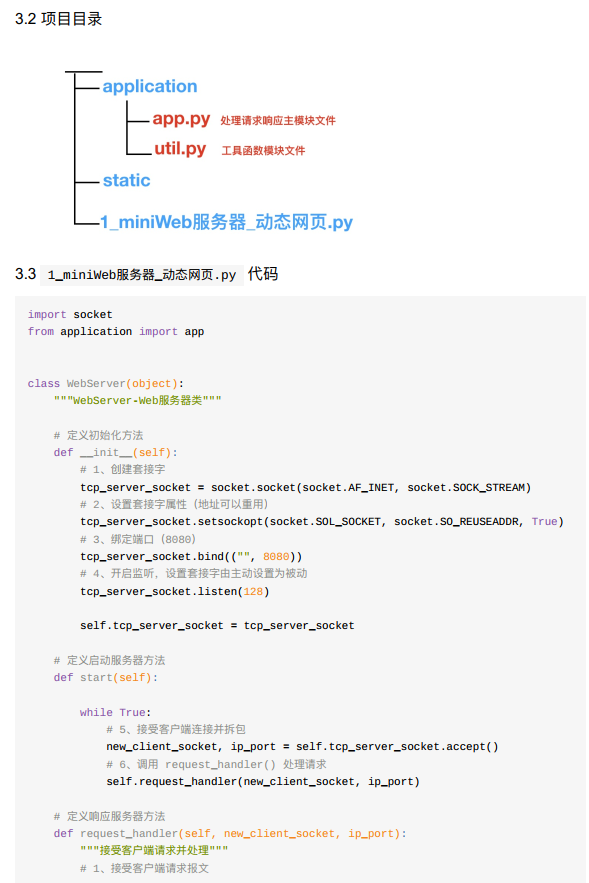 3.2 项目目录
application
app.py 处理请求响应主模块文件
util.py 工具函数模块文件
static
1_miniWeb服务器_动态网页.py
3.3 1_miniWeb服务器_动态网页.py 代码
import socket
from application import app
class WebServer(object):
"""WebServer-Web服务器类"""
# 定义初始化方法
def __init__(self):
# 1、创建套接字
tcp_server_socket = socket.socket(socket.AF_INET, socket.SOCK_STREAM)
# 2、设置套接字属性（地址可以重用）
tcp_server_socket.setsockopt(socket.SOL_SOCKET, socket.SO_REUSEADDR, True)
# 3、绑定端口（8080）
tcp_server_socket.bind(("", 8080))
# 4、开启监听，设置套接字由主动设置为被动
tcp_server_socket.listen(128)
self.tcp_server_socket = tcp_server_socket
# 定义启动服务器方法
def start(self):
while True:
# 5、接受客户端连接并拆包
new_client_socket, ip_port = self.tcp_server_socket.accept()
# 6、调用 request_handler() 处理请求
self.request_handler(new_client_socket, ip_port)
# 定义响应服务器方法
def request_handler(self, new_client_socket, ip_port):
"""接受客户端请求并处理"""
# 1、接受客户端请求报文